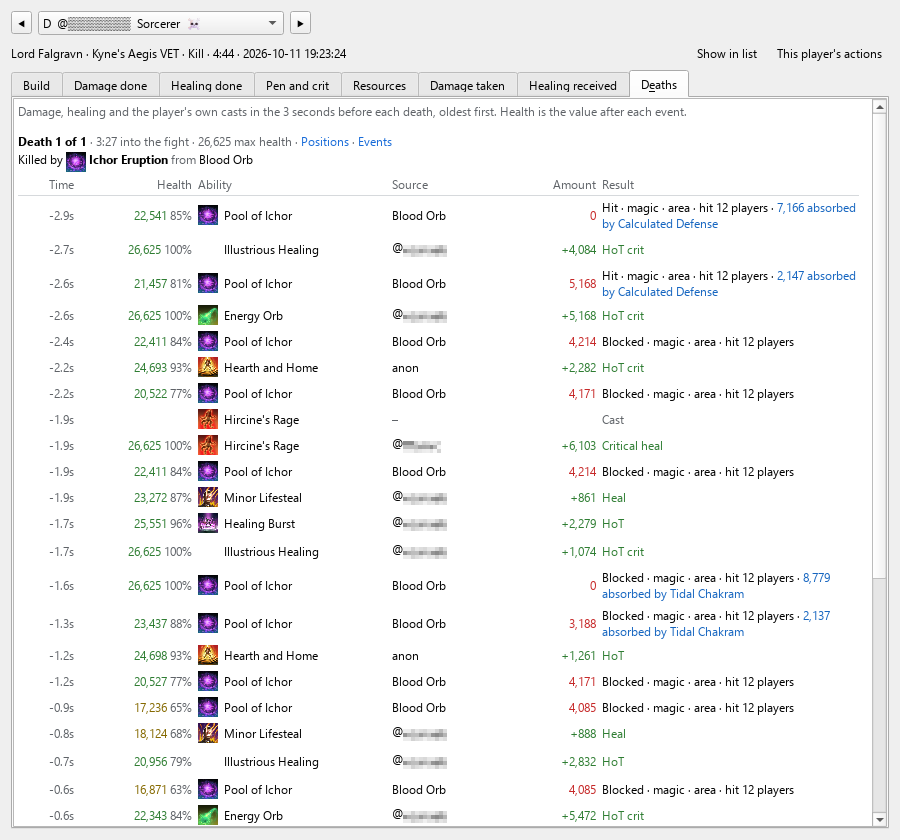 D @ Sorcerer
Lord Falgravn · Kyne's Aegis VET · Kill · 4:44 · 2026-10-11 19:23:24 Show in list This player's actions
Build Damage done Healing done Pen and crit Resources Damage taken Healing received Deaths
Damage, healing and the player's own casts in the 3 seconds before each death, oldest first. Health is the value after each event.
Death 1 of 1 · 3:27 into the fight · 26,625 max health · Positions · Events
Killed by Ichor Eruption from Blood Orb
Time Health Ability Source Amount Result
-2.9s 22,541 85% Pool of Ichor Blood Orb 0 Hit · magic · area · hit 12 players · 7,166 absorbed
by Calculated Defense
-2.7s 26,625 100% Illustrious Healing @ +4,084 HoT crit
-2.6s 21,457 81% Pool of Ichor Blood Orb 5,168 Hit · magic · area · hit 12 players · 2,147 absorbed
by Calculated Defense
-2.6s 26,625 100% Energy Orb @ +5,168 HoT crit
-2.4s 22,411 84% Pool of Ichor Blood Orb 4,214 Blocked · magic · area · hit 12 players
-2.2s 24,693 93% Hearth and Home anon +2,282 HoT crit
-2.2s 20,522 77% Pool of Ichor Blood Orb 4,171 Blocked · magic · area · hit 12 players
-1.9s Hircine's Rage – Cast
-1.9s 26,625 100% Hircine's Rage @ +6,103 Critical heal
-1.9s 22,411 84% Pool of Ichor Blood Orb 4,214 Blocked · magic · area · hit 12 players
-1.9s 23,272 87% Minor Lifesteal @ +861 Heal
-1.7s 25,551 96% Healing Burst @ +2,279 HoT
-1.7s 26,625 100% Illustrious Healing @ +1,074 HoT crit
-1.6s 26,625 100% Pool of Ichor Blood Orb 0 Blocked · magic · area · hit 12 players · 8,779
absorbed by Tidal Chakram
-1.3s 23,437 88% Pool of Ichor Blood Orb 3,188 Blocked · magic · area · hit 12 players · 2,137
absorbed by Tidal Chakram
-1.2s 24,698 93% Hearth and Home anon +1,261 HoT
-1.2s 20,527 77% Pool of Ichor Blood Orb 4,171 Blocked · magic · area · hit 12 players
-0.9s 17,236 65% Pool of Ichor Blood Orb 4,085 Blocked · magic · area · hit 12 players
-0.8s 18,124 68% Minor Lifesteal @ +888 Heal
-0.7s 20,956 79% Illustrious Healing @ +2,832 HoT
-0.6s 16,871 63% Pool of Ichor Blood Orb 4,085 Blocked · magic · area · hit 12 players
-0.6s 22,343 84% Energy Orb @ +5,472 HoT crit